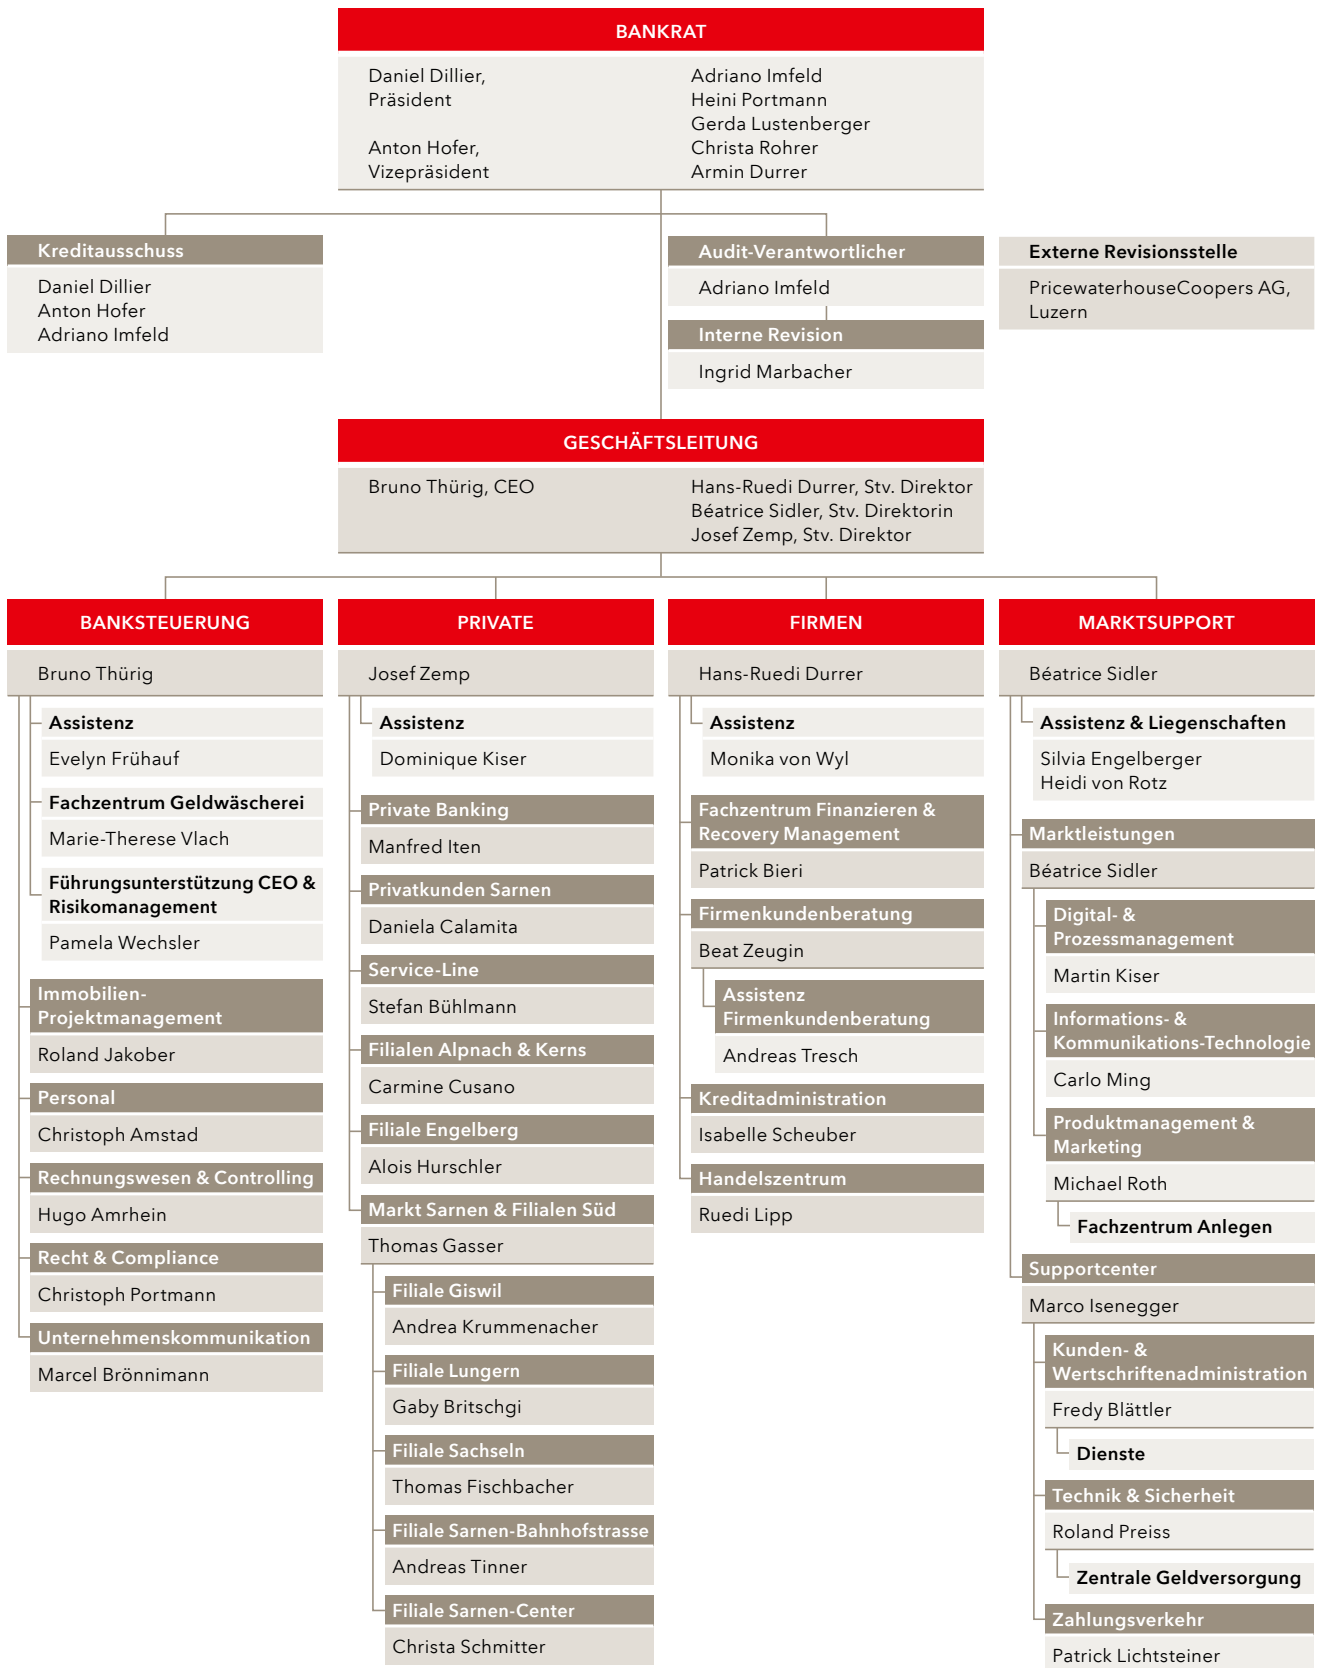 BANKRAT
Daniel Dillier,
Präsident
Anton Hofer,
Vizepräsident
Adriano Imfeld
Heini Portmann
Gerda Lustenberger
Christa Rohrer
Armin Durrer
Kreditausschuss
Daniel Dillier
Anton Hofer
Adriano Imfeld
Audit-Verantwortlicher
Adriano Imfeld
Interne Revision
Ingrid Marbacher
Externe Revisionsstelle
PricewaterhouseCoopers AG,
Luzern
GESCHÄFTSLEITUNG
Bruno Thürig, CEO
Hans-Ruedi Durrer, Stv. Direktor
Béatrice Sidler, Stv. Direktorin
Josef Zemp, Stv. Direktor
BANKSTEUERUNG
Bruno Thürig
Assistenz
Evelyn Frühauf
Fachzentrum Geldwäscherei
Marie-Therese Vlach
Führungsunterstützung CEO &
Risikomanagement
Pamela Wechsler
Immobilien-
Projektmanagement
Roland Jakober
Personal
Christoph Amstad
Rechnungswesen & Controlling
Hugo Amrhein
Recht & Compliance
Christoph Portmann
Unternehmenskommunikation
Marcel Brönnimann
PRIVATE
Josef Zemp
Assistenz
Dominique Kiser
Private Banking
Manfred Iten
Privatkunden Sarnen
Daniela Calamita
Service-Line
Stefan Bühlmann
Filialen Alpnach & Kerns
Carmine Cusano
Filiale Engelberg
Alois Hurschler
Markt Sarnen & Filialen Süd
Thomas Gasser
Filiale Giswil
Andrea Krummenacher
Filiale Lungern
Gaby Britschgi
Filiale Sachseln
Thomas Fischbacher
Filiale Sarnen-Bahnhofstrasse
Andreas Tinner
Filiale Sarnen-Center
Christa Schmitter
FIRMEN
Hans-Ruedi Durrer
Assistenz
Monika von Wyl
Fachzentrum Finanzieren &
Recovery Management
Patrick Bieri
Firmenkundenberatung
Beat Zeugin
Assistenz
Firmenkundenberatung
Andreas Tresch
Kreditadministration
Isabelle Scheuber
Handelszentrum
Ruedi Lipp
MARKTSUPPORT
Béatrice Sidler
Assistenz & Liegenschaften
Silvia Engelberger
Heidi von Rotz
Marktleistungen
Béatrice Sidler
Digital- &
Prozessmanagement
Martin Kiser
Informations- &
Kommunikations-Technologie
Carlo Ming
Produktmanagement &
Marketing
Michael Roth
Fachzentrum Anlegen
Supportcenter
Marco Isenegger
Kunden- &
Wertschriftenadministration
Fredy Blättler
Dienste
Technik & Sicherheit
Roland Preiss
Zentrale Geldversorgung
Zahlungsverkehr
Patrick Lichtsteiner